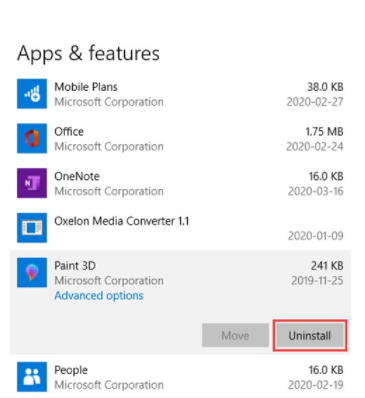 Apps & features
Mobile Plans 38.0 KB
Microsoft Corporation 2020-02-27
Office 1.75 MB
Microsoft Corporation 2020-02-24
OneNote 16.0 KB
Microsoft Corporation 2020-03-16
Oxelon Media Converter 1.1
2020-01-09
Paint 3D 241 KB
Microsoft Corporation 2019-11-25
Advanced options
Move Uninstall
People 16.0 KB
Microsoft Corporation 2020-02-19